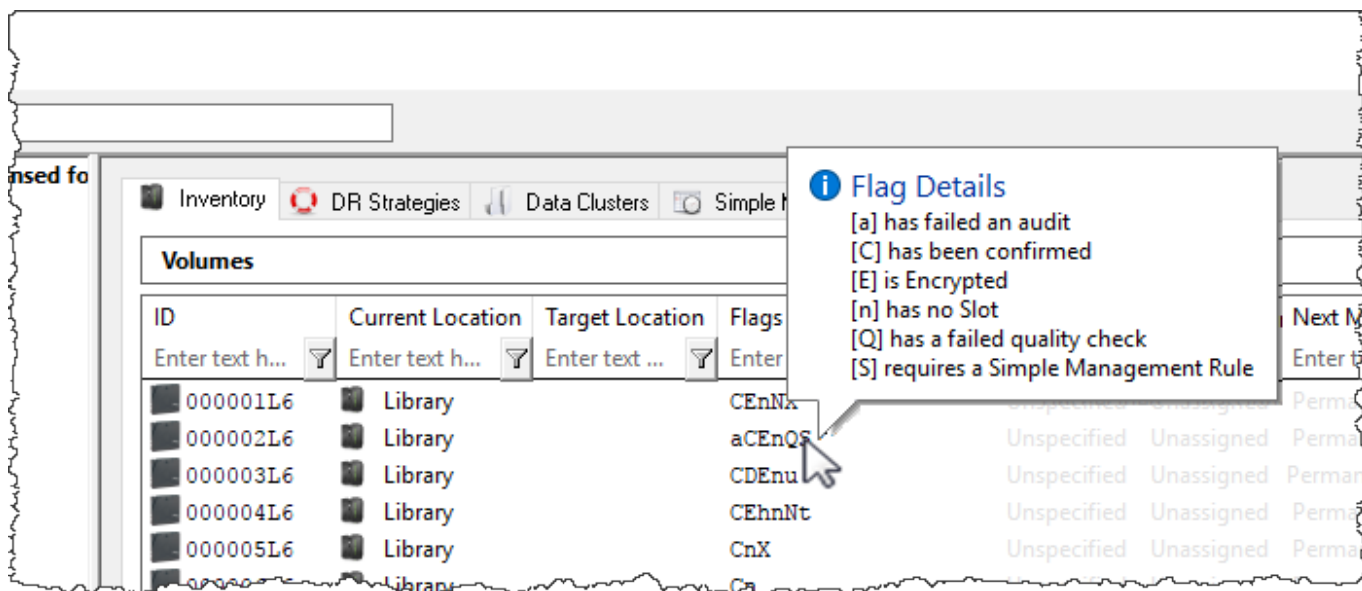 nsed fo
Inventory DR Strategies Data Clusters Simple
Flag Details
[a] has failed an audit
[C] has been confirmed
[E] is Encrypted
[n] has no Slot
[Q] has a failed quality check
[S] requires a Simple Management Rule
Volumes
ID Current Location Target Location Flags Next M
Enter text h... Enter text h... Enter text ... Enter Enter t
000001L6 Library CEnNX Unspecified Unassigned Perma
000002L6 Library aCEnQS Unspecified Unassigned Perma
000003L6 Library CDEnu Unspecified Unassigned Perman
000004L6 Library CEhnNt Unspecified Unassigned Perma
000005L6 Library CnX Unspecified Unassigned Perma
Library